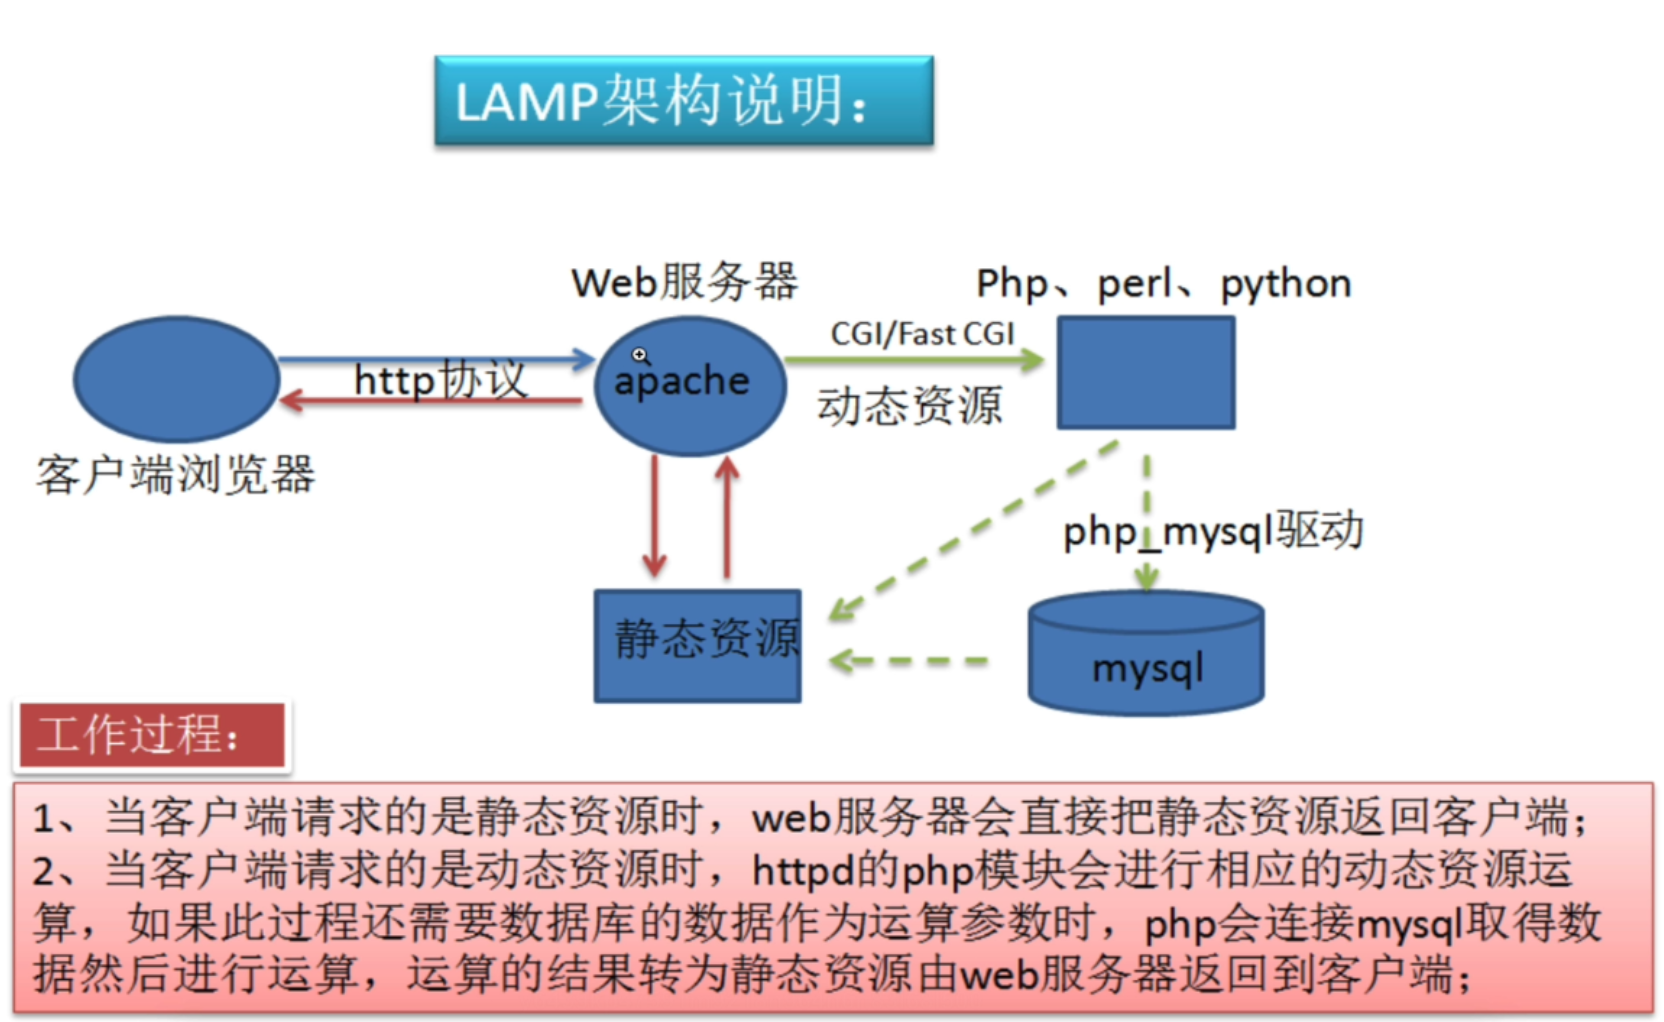 LAMP架构说明：
Web服务器
Php、perl、python
CGI/Fast CGI
http协议
apache
动态资源
客户端浏览器
php_mysql驱动
静态资源
mysql
工作过程：
1、当客户端请求的是静态资源时，web服务器会直接把静态资源返回客户端；
2、当客户端请求的是动态资源时，httpd的php模块会进行相应的动态资源运
算，如果此过程还需要数据库的数据作为运算参数时，php会连接mysql取得数
据然后进行运算，运算的结果转为静态资源由web服务器返回到客户端；